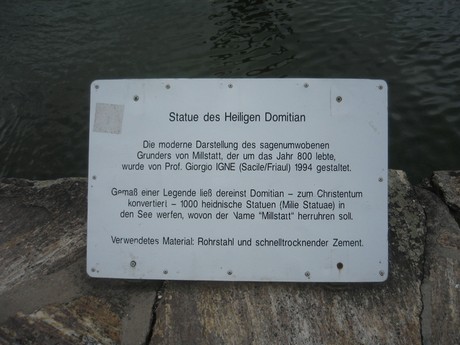 Statue des Heiligen Domitian
Die moderne Darstellung des sagenumwobenen
Grunders von Millstatt, der um das Jahr 800 lebte,
wurde von Prof. Giorgio IGNE (Sacile/Friaul) 1994 gestaltet.
Gemaß einer Legende ließ dereinst Domitian – zum Christentum
konvertiert – 1000 heidnische Statuen (Milie Statuae) in
den See werfen, wovon der Name "Millstatt" herruhren soll.
Verwendetes Material: Rohrstahl und schnelltrocknender Zement.